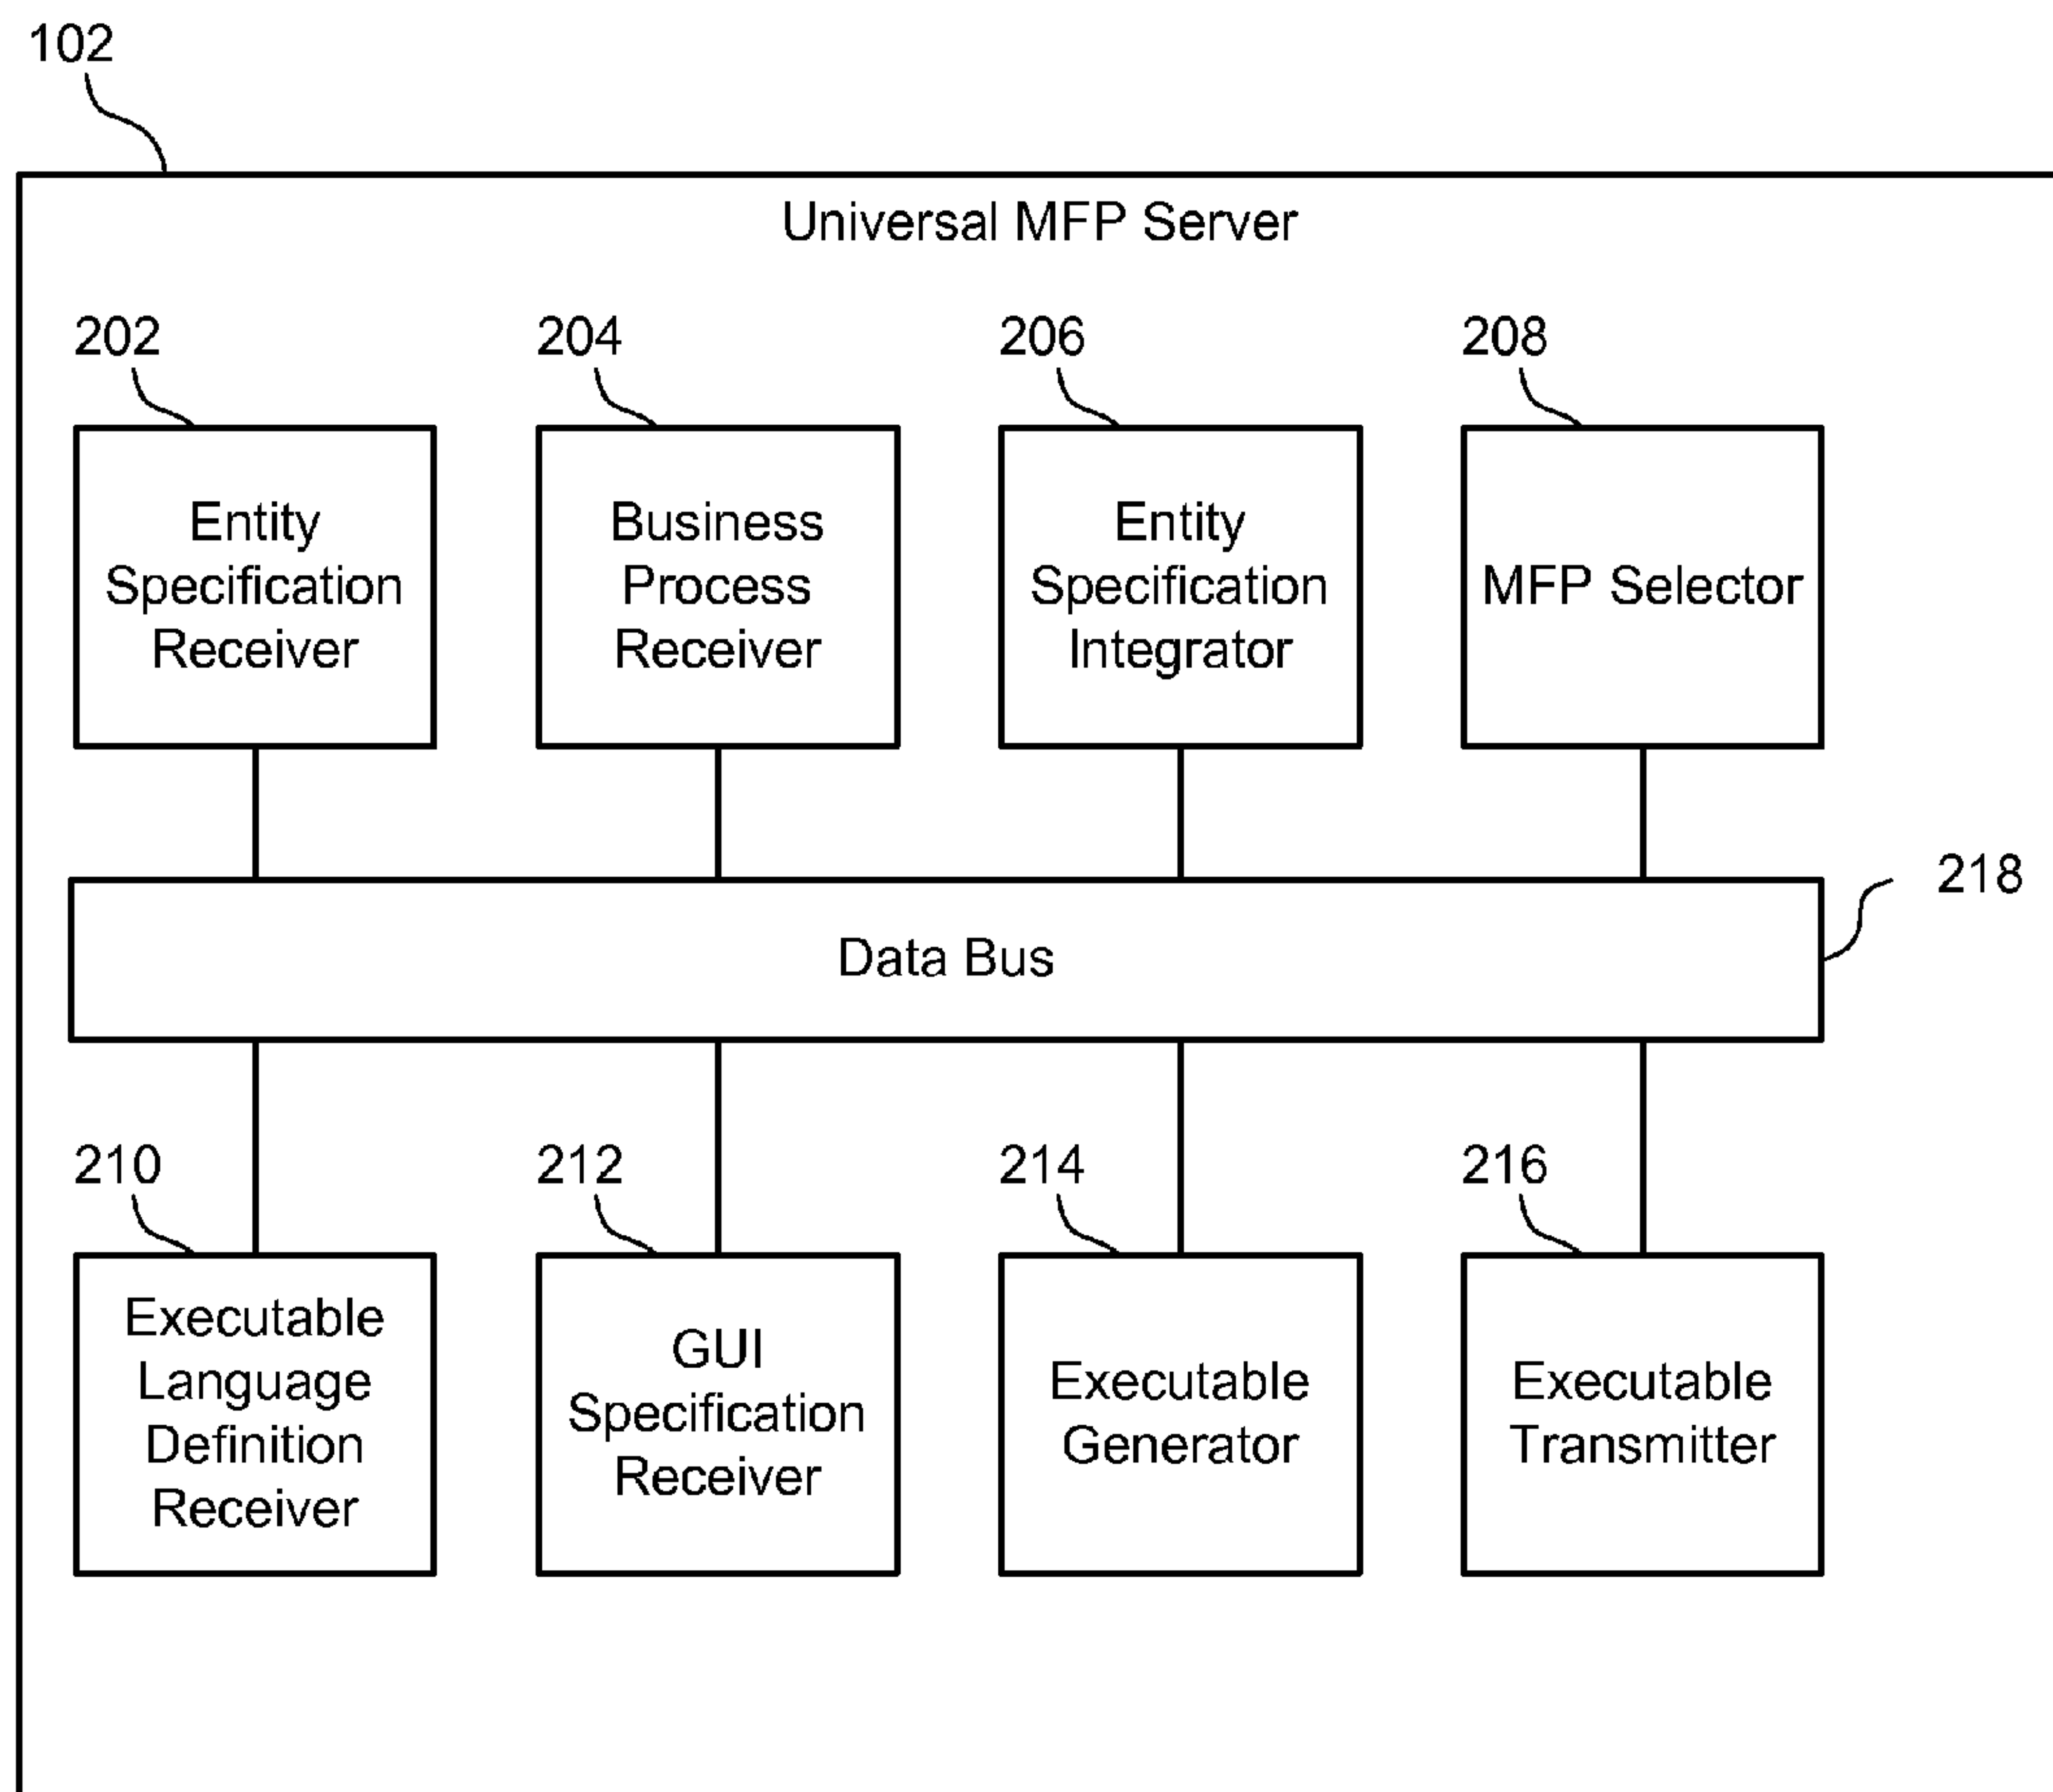 102
Universal MFP Server
202
204
206
208
Entity
Specification
Receiver
Business
Process
Receiver
Entity
Specification
Integrator
MFP Selector
218
Data Bus
210
212
214
216
Executable
Language
Definition
Receiver
GUI
Specification
Receiver
Executable
Generator
Executable
Transmitter